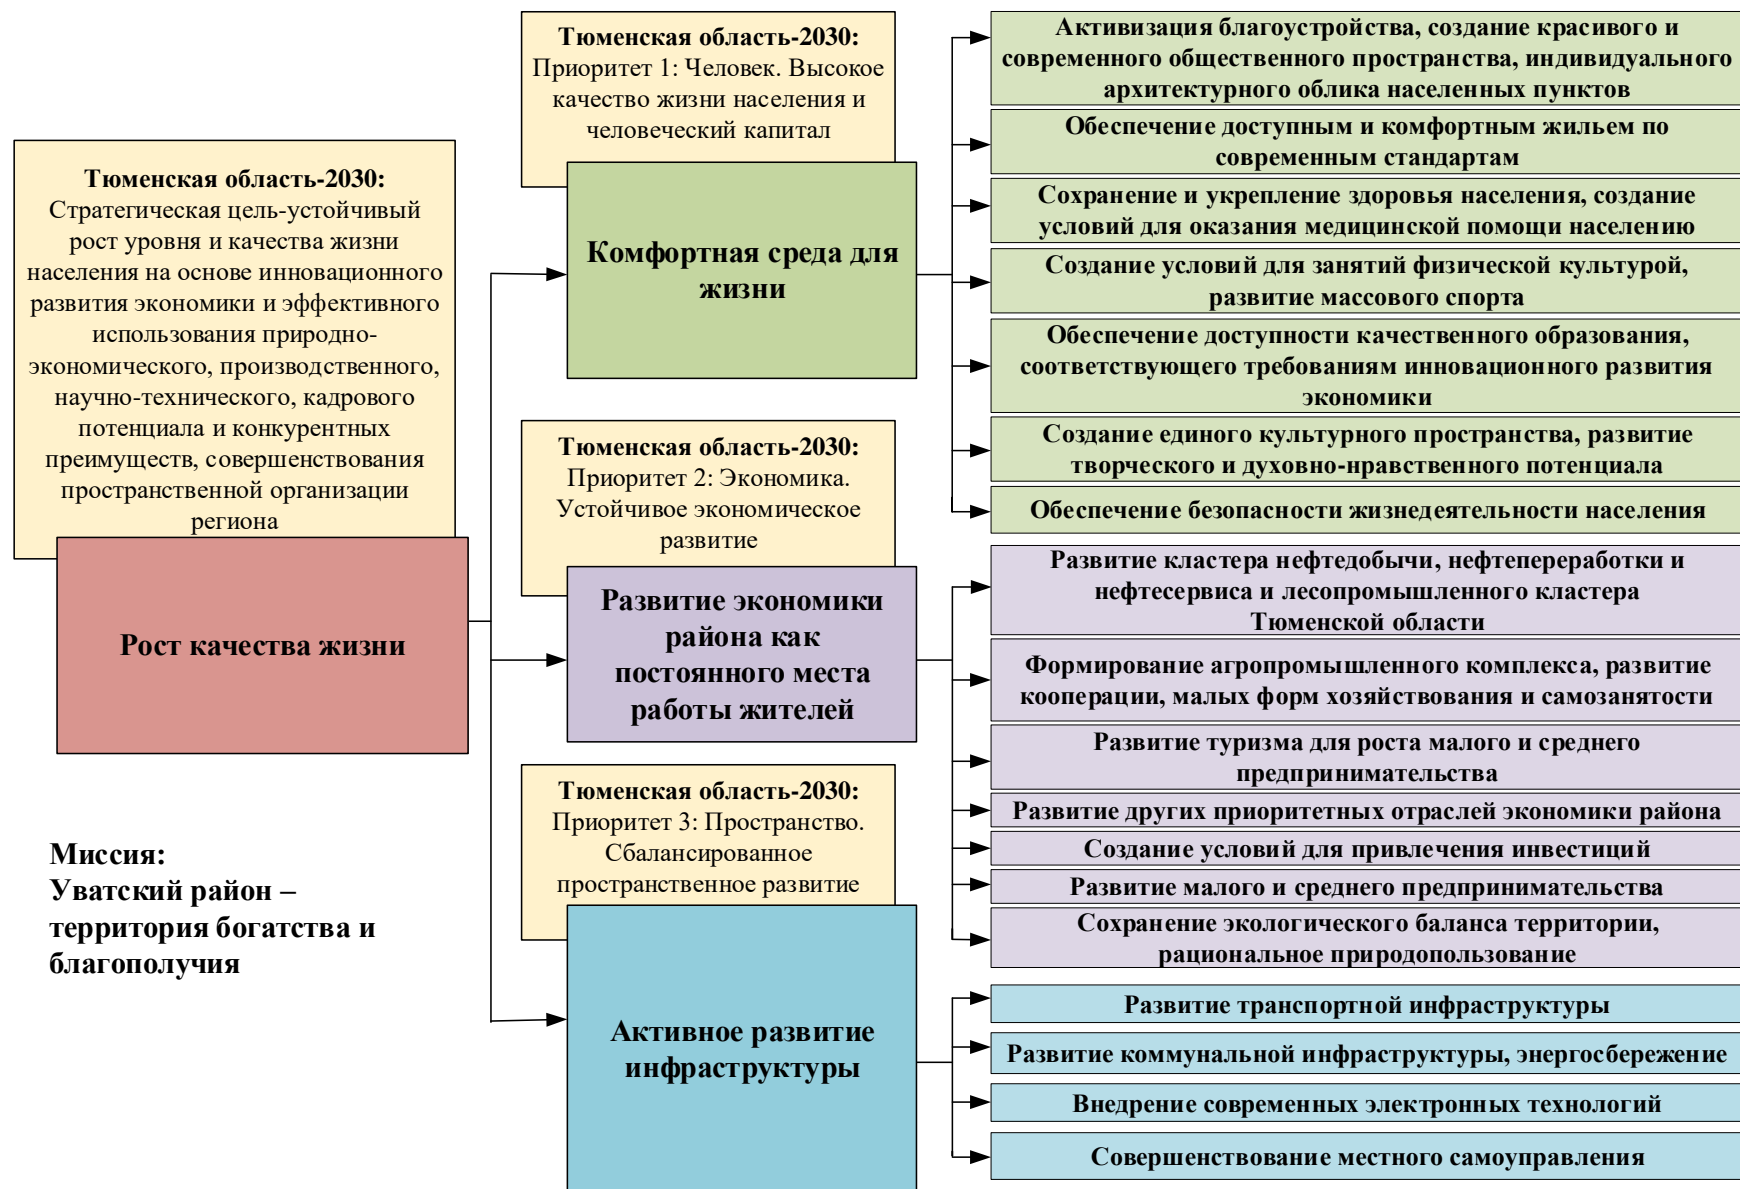 Тюменская область-2030:
Стратегическая цель-устойчивый
рост уровня и качества жизни
населения на основе инновационного
развития экономики и эффективного
использования природно-
экономического, производственного,
научно-технического, кадрового
потенциала и конкурентных
преимуществ, совершенствования
пространственной организации
региона
Рост качества жизни
Миссия:
Уватский район –
территория богатства и
благополучия
Тюменская область-2030:
Приоритет 1: Человек. Высокое
качество жизни населения и
человеческий капитал
Комфортная среда для
жизни
Тюменская область-2030:
Приоритет 2: Экономика.
Устойчивое экономическое
развитие
Развитие экономики
района как
постоянного места
работы жителей
Тюменская область-2030:
Приоритет 3: Пространство.
Сбалансированное
пространственное развитие
Активное развитие
инфраструктуры
Активизация благоустройства, создание красивого и
современного общественного пространства, индивидуального
архитектурного облика населенных пунктов
Обеспечение доступным и комфортным жильем по
современным стандартам
Сохранение и укрепление здоровья населения, создание
условий для оказания медицинской помощи населению
Создание условий для занятий физической культурой,
развитие массового спорта
Обеспечение доступности качественного образования,
соответствующего требованиям инновационного развития
экономики
Создание единого культурного пространства, развитие
творческого и духовно-нравственного потенциала
Обеспечение безопасности жизнедеятельности населения
Развитие кластера нефтедобычи, нефтепереработки и
нефтесервиса и лесопромышленного кластера
Тюменской области
Формирование агропромышленного комплекса, развитие
кооперации, малых форм хозяйствования и самозанятости
Развитие туризма для роста малого и среднего
предпринимательства
Развитие других приоритетных отраслей экономики района
Создание условий для привлечения инвестиций
Развитие малого и среднего предпринимательства
Сохранение экологического баланса территории,
рациональное природопользование
Развитие транспортной инфраструктуры
Развитие коммунальной инфраструктуры, энергосбережение
Внедрение современных электронных технологий
Совершенствование местного самоуправления